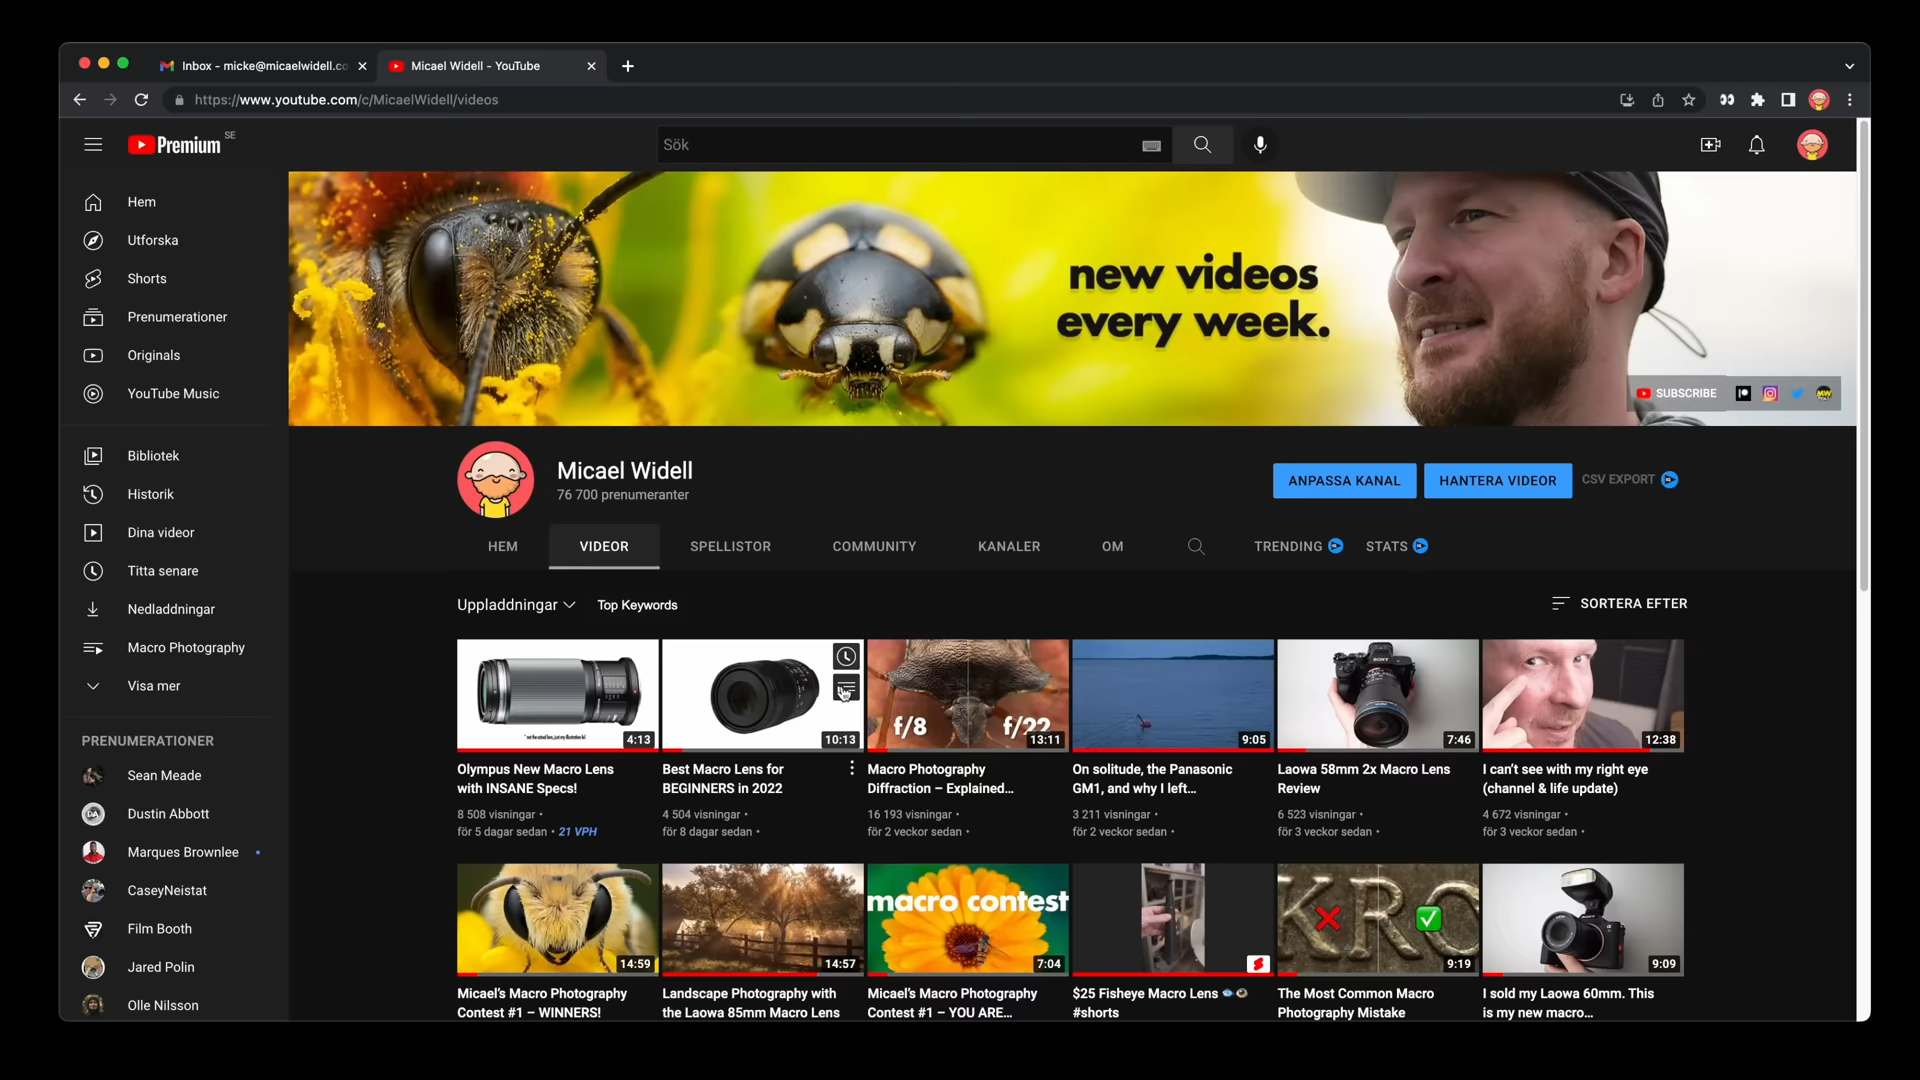 Inbox - micke@micaelwidell.co
Micael Widell - YouTube
https://www.youtube.com/c/MicaelWidell/videos
Premium SE
Sök
Hem
Utforska
Shorts
Prenumerationer
Originals
YouTube Music
Bibliotek
Historik
Dina videor
Titta senare
Nedladdningar
Macro Photography
Visa mer
PRENUMERATIONER
Sean Meade
Dustin Abbott
Marques Brownlee
CaseyNeistat
Film Booth
Jared Polin
Olle Nilsson
new videos
every week.
SUBSCRIBE
Micael Widell
76 700 prenumeranter
ANPASSA KANAL
HANTERA VIDEOR
CSV EXPORT
HEM
VIDEOR
SPELLISTOR
COMMUNITY
KANALER
OM
TRENDING
STATS
Uppladdningar
Top Keywords
SORTERA EFTER
4:13
Olympus New Macro Lens
with INSANE Specs!
8 508 visningar •
för 5 dagar sedan • 21 VPH
10:13
Best Macro Lens for
BEGINNERS in 2022
4 504 visningar •
för 8 dagar sedan •
f/8
f/22
13:11
Macro Photography
Diffraction – Explained...
16 193 visningar •
för 2 veckor sedan •
9:05
On solitude, the Panasonic
GM1, and why I left...
3 211 visningar •
för 2 veckor sedan •
SONY
7:46
Laowa 58mm 2x Macro Lens
Review
6 523 visningar •
för 3 veckor sedan •
12:38
I can't see with my right eye
(channel & life update)
4 672 visningar •
för 3 veckor sedan •
14:59
Micael's Macro Photography
Contest #1 – WINNERS!
14:57
Landscape Photography with
the Laowa 85mm Macro Lens
macro contest
7:04
Micael's Macro Photography
Contest #1 – YOU ARE...
$25 Fisheye Macro Lens
#shorts
KRO
9:19
The Most Common Macro
Photography Mistake
9:09
I sold my Laowa 60mm. This
is my new macro...